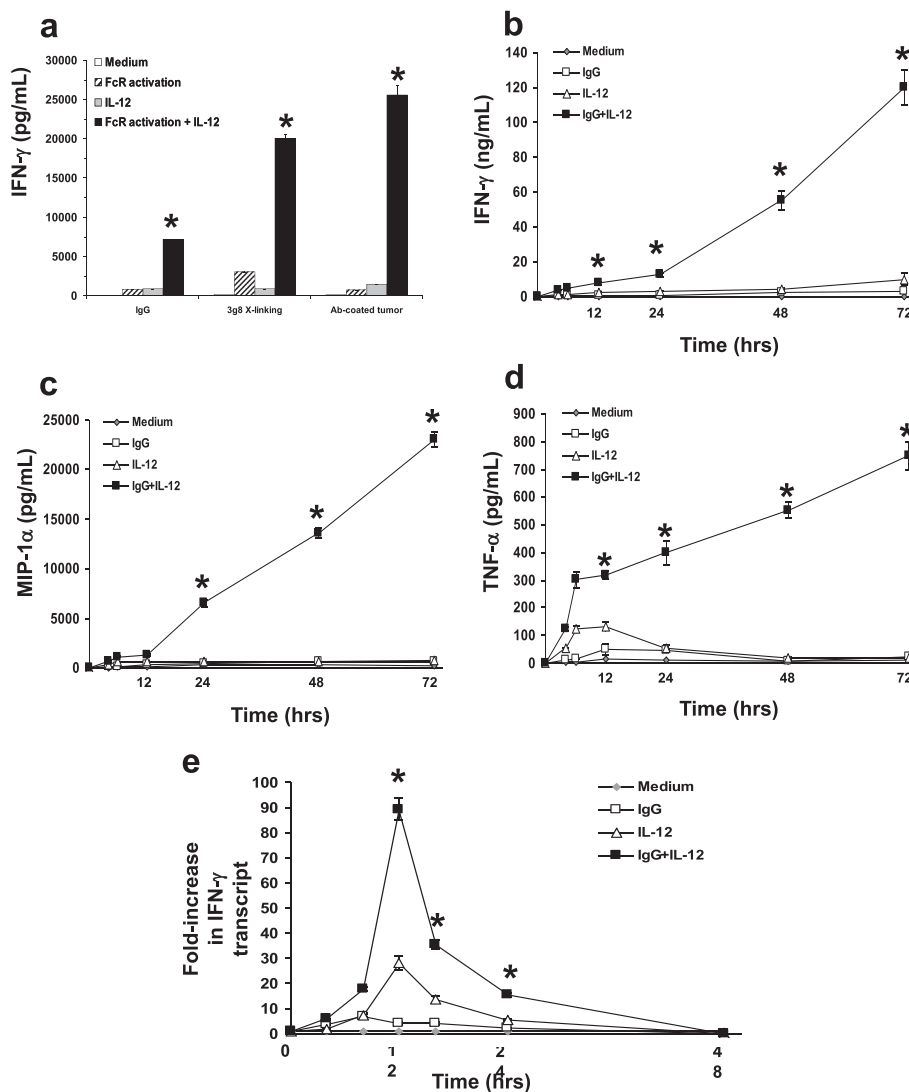 a
IFN-γ (pg/mL)
30000
25000
20000
15000
10000
5000
0
Medium
FcR activation
IL-12
FcR activation + IL-12
*
*
*
IgG
3g8 X-linking
Ab-coated tumor
b
IFN-γ (ng/mL)
140
120
100
80
60
40
20
0
Medium
IgG
IL-12
IgG+IL-12
*
*
*
*
12
24
48
72
Time (hrs)
c
MIP-1α (pg/mL)
25000
20000
15000
10000
5000
0
Medium
IgG
IL-12
IgG+IL-12
*
*
*
12
24
48
72
Time (hrs)
d
TNF-α (pg/mL)
900
800
700
600
500
400
300
200
100
0
Medium
IgG
IL-12
IgG+IL-12
*
*
*
*
12
24
48
72
Time (hrs)
e
Fold-increase
in IFN-γ
transcript
100
90
80
70
60
50
40
30
20
10
0
Medium
IgG
IL-12
IgG+IL-12
*
*
*
0
1
2
2
4
4
8
Time (hrs)